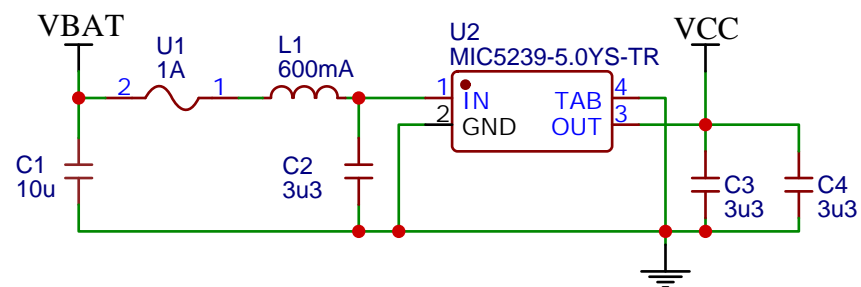 VBAT
U1
1A
2
1
L1
600mA
U2
MIC5239-5.0YS-TR
VCC
1
IN
2
GND
TAB
4
OUT
3
C1
10u
C2
3u3
C3
3u3
C4
3u3